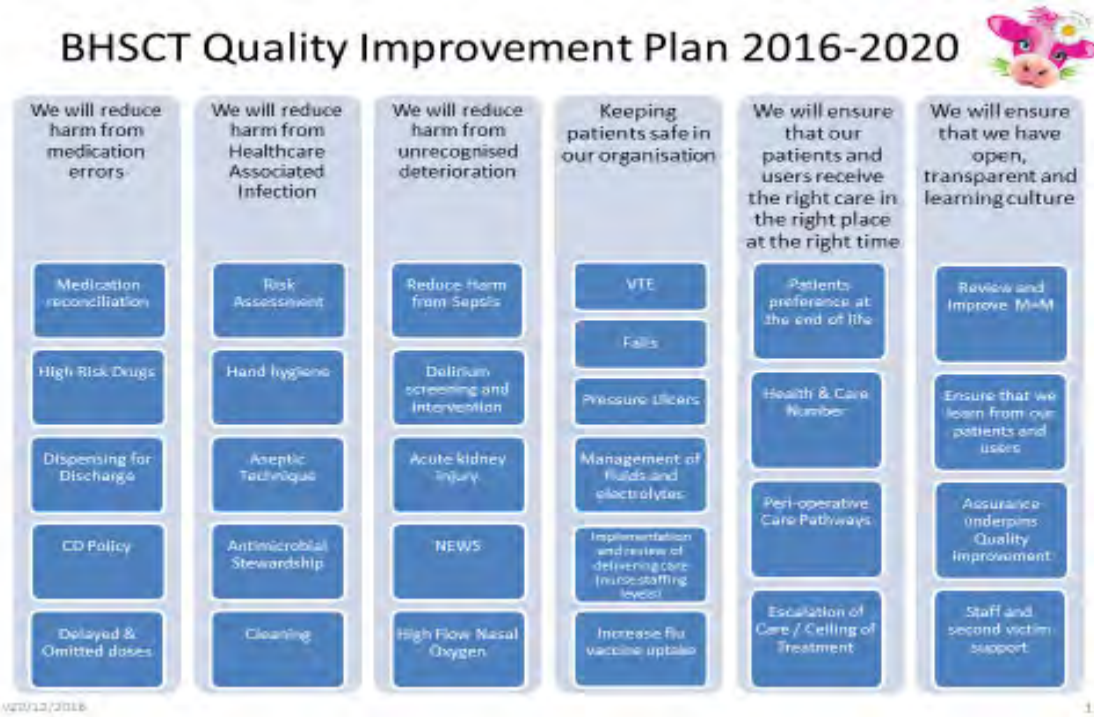 BHSCT Quality Improvement Plan 2016-2020
We will reduce
harm from
medication
errors
Medication
reconciliation
High Risk Drugs
Dispensing for
Discharge
CD Policy
Delayed &
Omitted doses
We will reduce
harm from
Healthcare
Associated
Infection
Risk
Assessment
Hand hygiene
Aseptic
Technique
Antimicrobial
Stewardship
Cleaning
We will reduce
harm from
unrecognised
deterioration
Reduce Harm
from Sepsis
Delirium
screening and
intervention
Acute kidney
injury
NEWS
High Flow Nasal
Oxygen
Keeping
patients safe in
our organisation
VTE
Falls
Pressure Ulcers
Management of
fluids and
electrolytes
Implementation
and review of
delivering care
(nurse staffing
levels)
Increase flu
vaccine uptake
We will ensure
that our
patients and
users receive
the right care in
the right place
at the right time
Patients
preference at
the end of life
Health & Care
Number
Peri-operative
Care Pathways
Escalation of
Care / Ceiling of
Treatment
We will ensure
that we have
open,
transparent and
learning culture
Review and
Improve M+M
Ensure that we
learn from our
patients and
users
Assurance
underpins
Quality
Improvement
Staff and
second victim
support
1